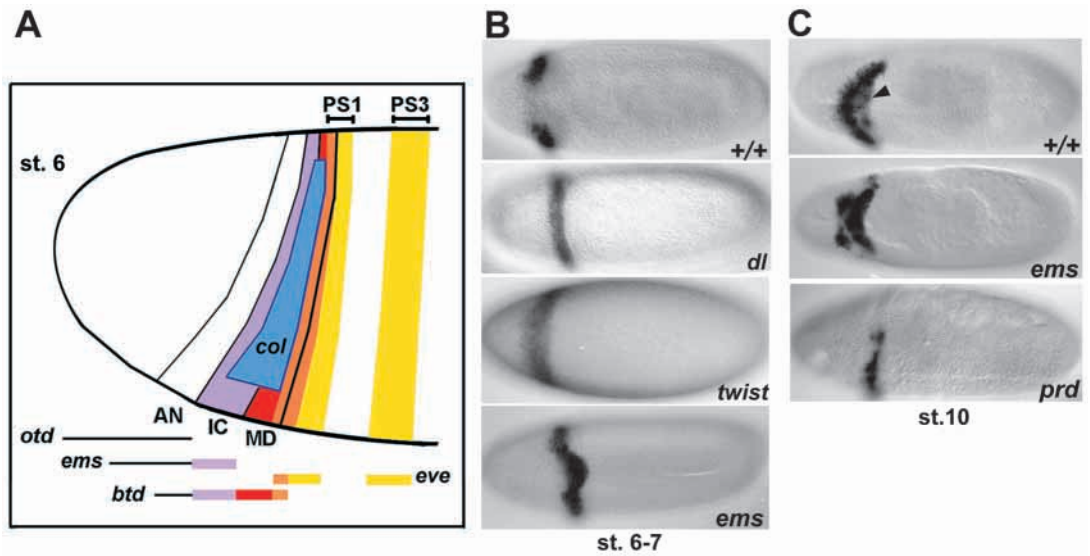 A
PS1 PS3
st. 6
col
AN
IC
MD
otd
ems
eve
btd
B
+/+
dl
twist
ems
st. 6-7
C
+/+
ems
prd
st.10